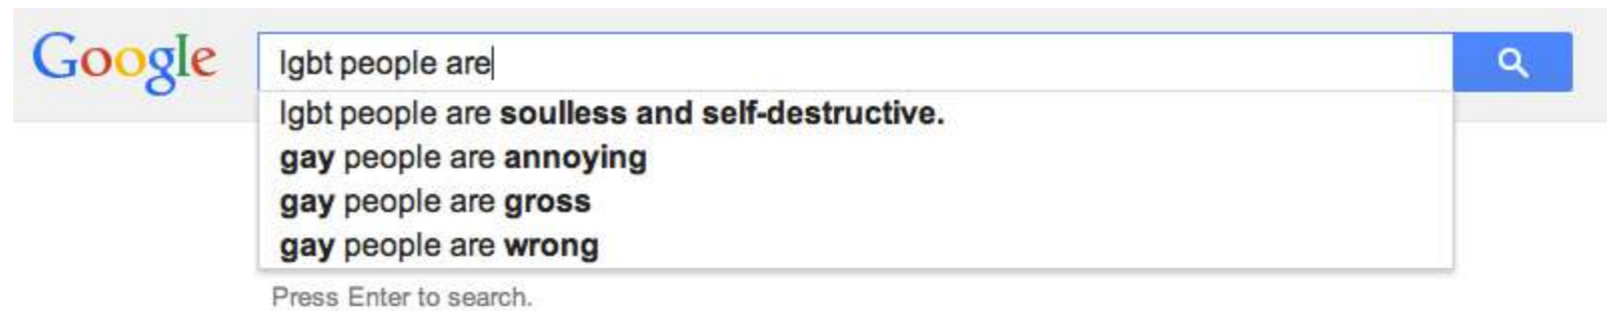 Google
lgbt people are
lgbt people are soulless and self-destructive.
gay people are annoying
gay people are gross
gay people are wrong
Press Enter to search.